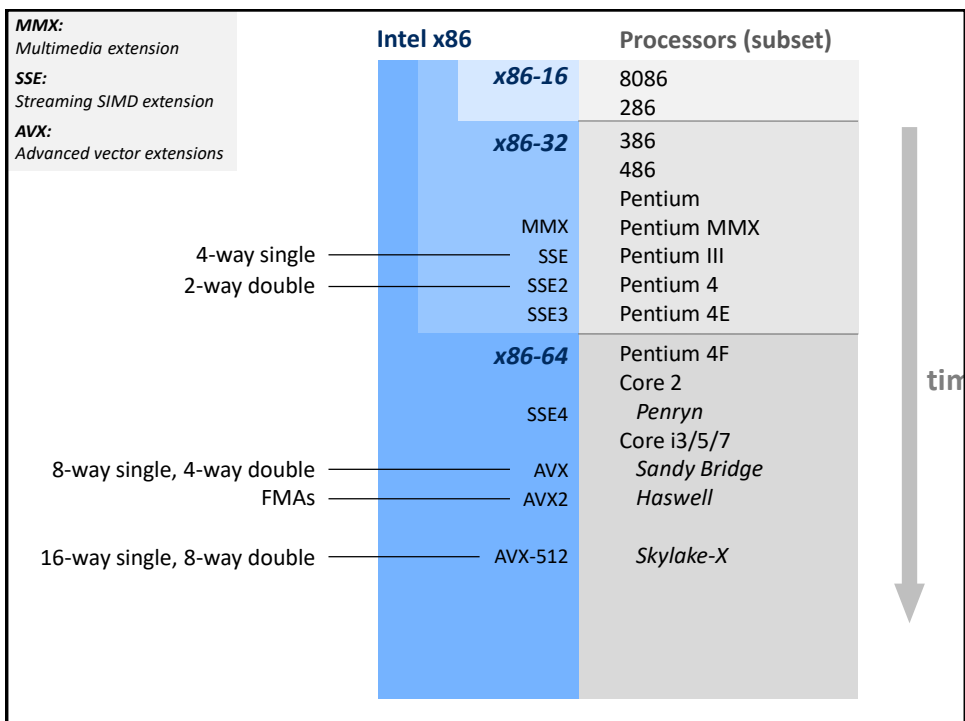 MMX:
Multimedia extension
SSE:
Streaming SIMD extension
AVX:
Advanced vector extensions
Intel x86
Processors (subset)
x86-16
8086
286
x86-32
386
486
Pentium
MMX
Pentium MMX
4-way single
SSE
Pentium III
2-way double
SSE2
Pentium 4
SSE3
Pentium 4E
x86-64
Pentium 4F
Core 2
SSE4
Penryn
Core i3/5/7
8-way single, 4-way double
AVX
Sandy Bridge
FMAs
AVX2
Haswell
16-way single, 8-way double
AVX-512
Skylake-X
tim